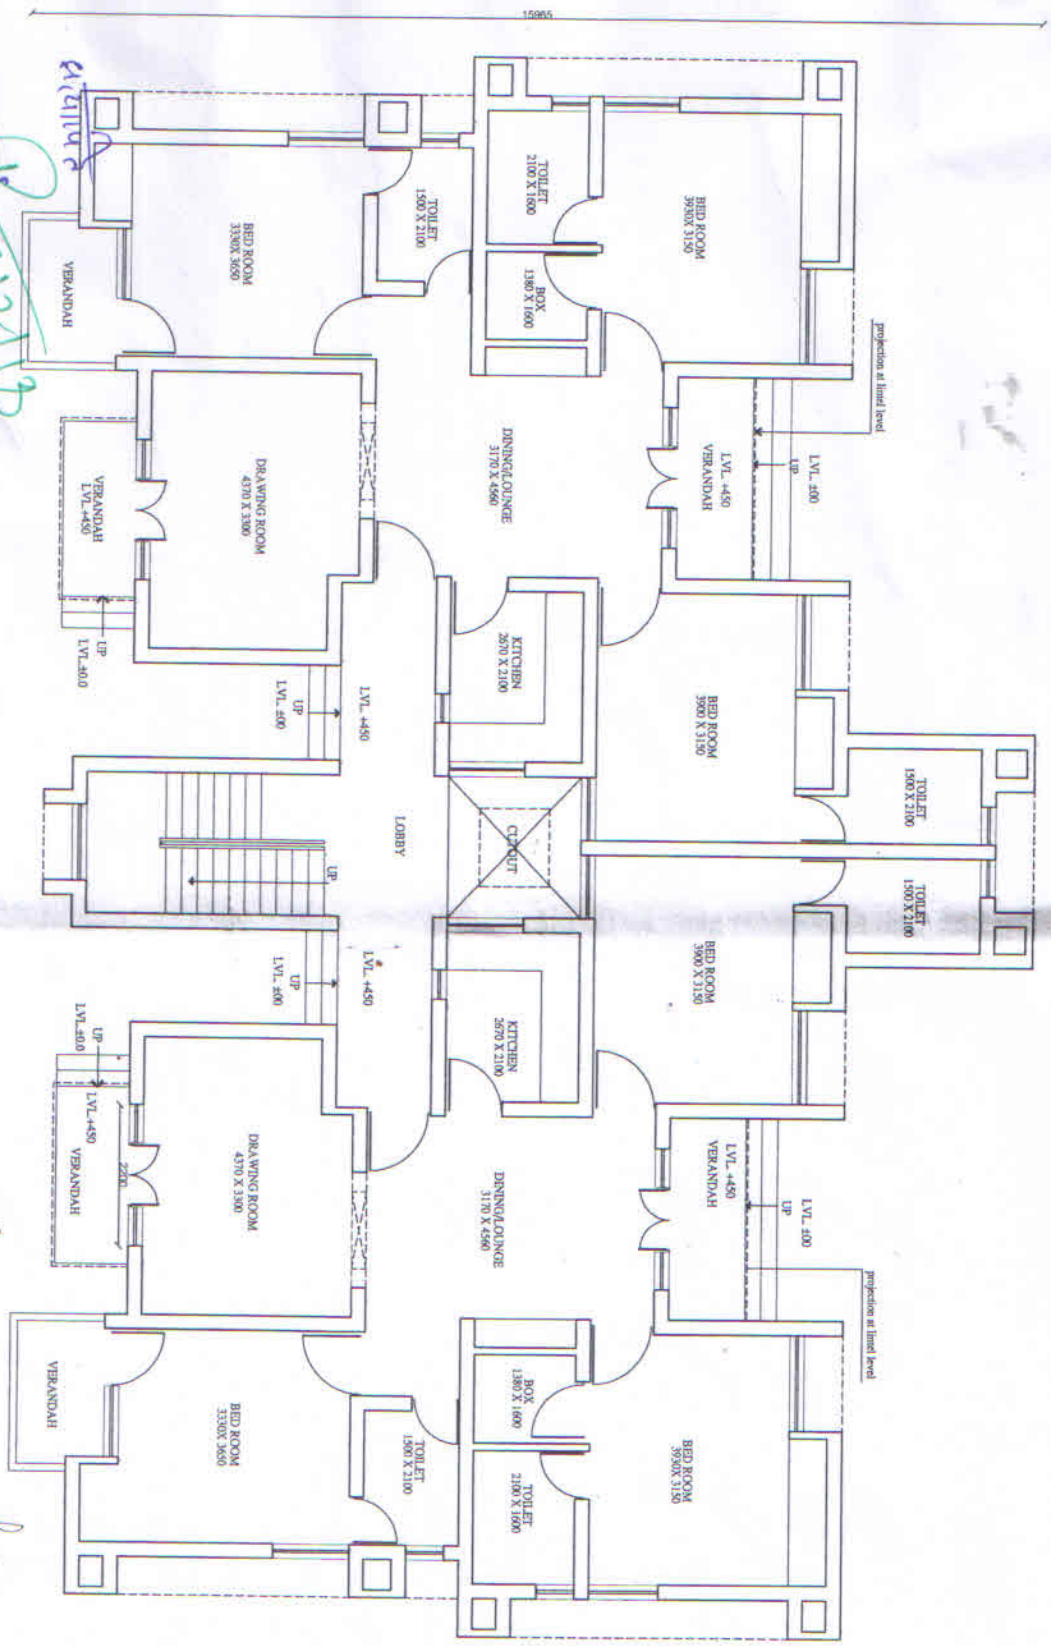 15965
projection at lintel level
LVL. ±00
UP
LVL. +450
VERANDAH
BED ROOM
3930X 3150
TOILET
2100 X 1600
BOX
1380 X 1600
TOILET
1500 X 2100
BED ROOM
3330X 3650
VERANDAH
DINING/LOUNGE
3170 X 4560
DRAWING ROOM
4370 X 3300
VERANDAH
LVL. +450
UP
LVL. ±0.0
KITCHEN
2670 X 2100
BED ROOM
3900 X 3150
TOILET
1500 X 2100
LVL. +450
UP
LVL. ±00
CUTOUT
LOBBY
UP
TOILET
1500 X 2100
BED ROOM
3900 X 3150
KITCHEN
2670 X 2100
LVL. +450
UP
LVL. ±00
UP
LVL. ±0.0
LVL. +450
VERANDAH
2200
DRAWING ROOM
4370 X 3300
DINING/LOUNGE
3170 X 4560
LVL. +450
VERANDAH
UP
LVL. ±00
projection at lintel level
BED ROOM
3930X 3150
BOX
1380 X 1600
TOILET
2100 X 1600
TOILET
1500 X 2100
BED ROOM
3330X 3650
VERANDAH